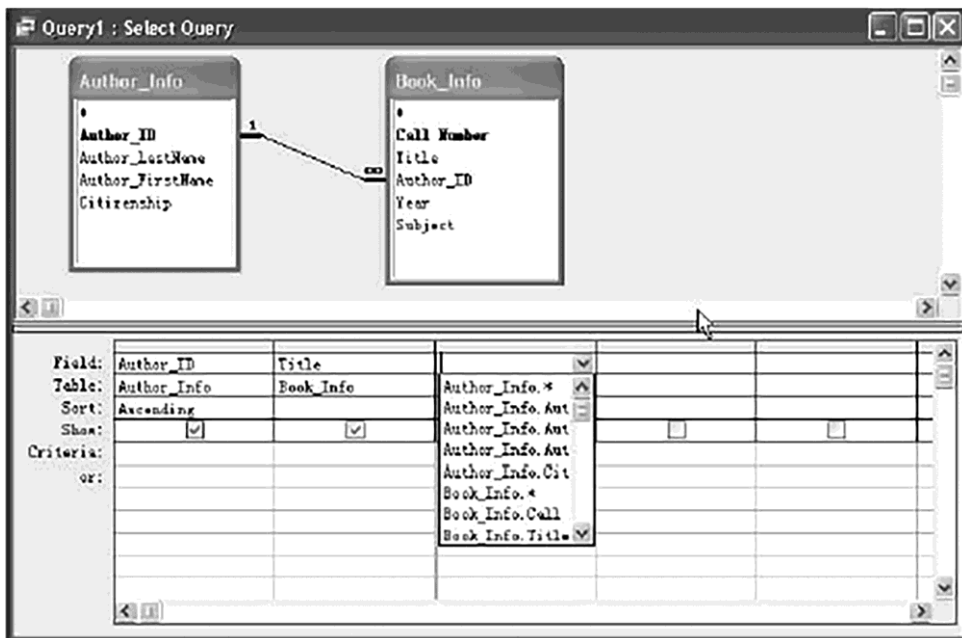 Query1 : Select Query
Author_Info
*
Author_ID
Author_LastName
Author_FirstName
Citizenship
1
∞
Book_Info
*
Call Number
Title
Author_ID
Year
Subject
Field: Author_ID Title
Table: Author_Info Book_Info
Sort: Ascending
Show:
Criteria:
or:
Author_Info.*
Author_Info.Aut
Author_Info.Aut
Author_Info.Aut
Author_Info.Cit
Book_Info.*
Book_Info.Call
Book_Info.Title